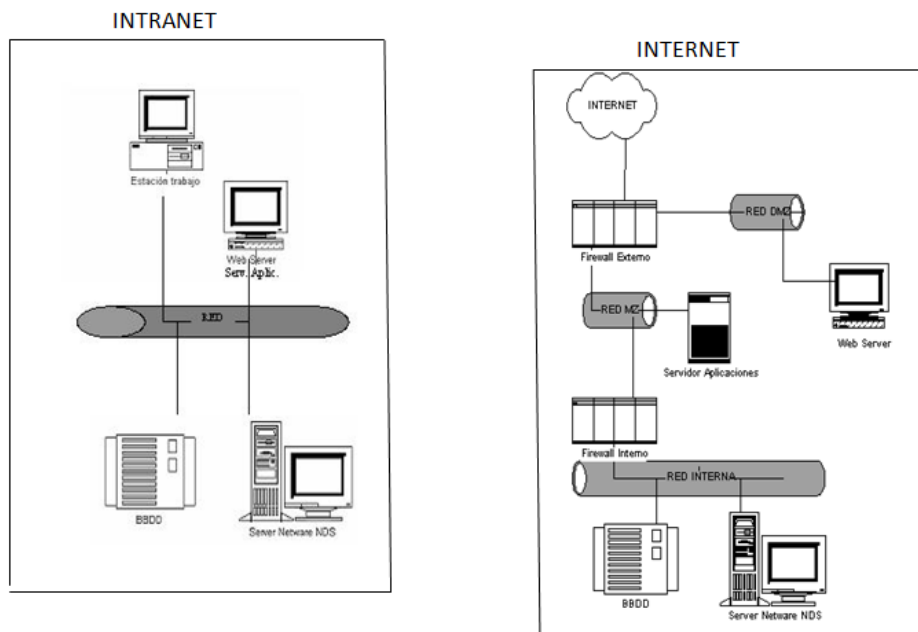 INTRANET
Estación trabajo
Web Server
Serv. Aplic.
RED
BBDD
Server Netware NDS
INTERNET
INTERNET
RED DMZ
Firewall Externo
Web Server
RED MZ
Servidor Aplicaciones
Firewall Interno
RED INTERNA
BBDD
Server Netware NDS